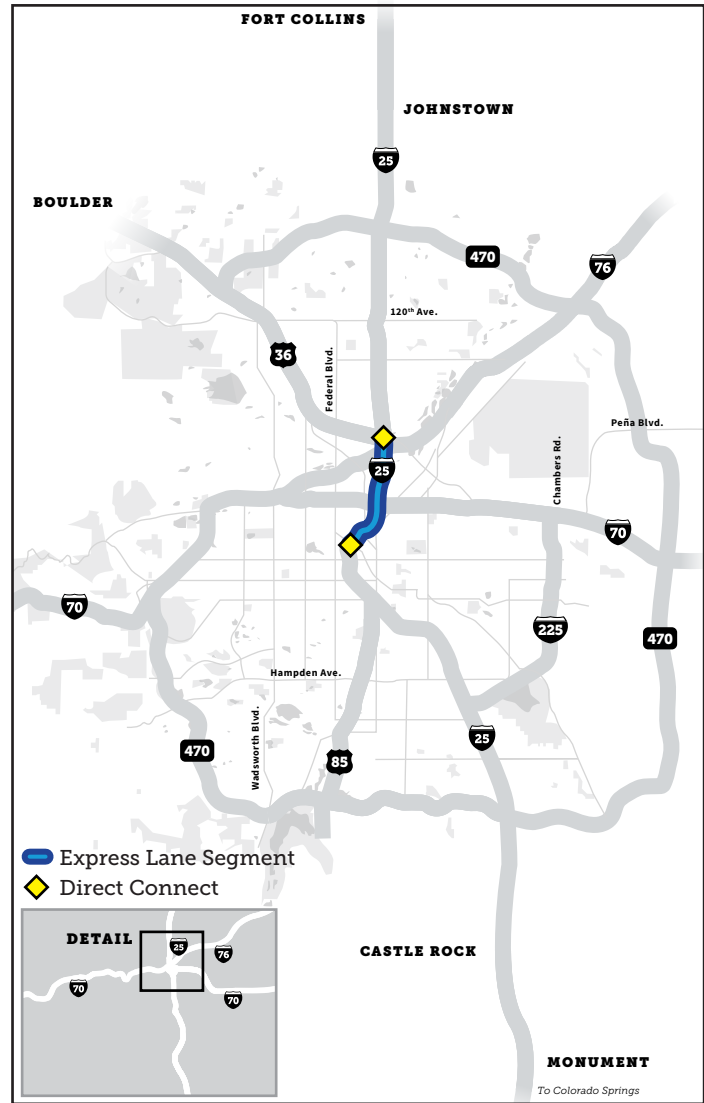 FORT COLLINS
JOHNSTOWN
25
BOULDER
470
76
120th Ave.
36
Federal Blvd.
Peña Blvd.
Chambers Rd.
25
70
70
225
470
Hampden Ave.
Wadsworth Blvd.
25
470
85
Express Lane Segment
Direct Connect
DETAIL
25
76
70
70
CASTLE ROCK
MONUMENT
To Colorado Springs